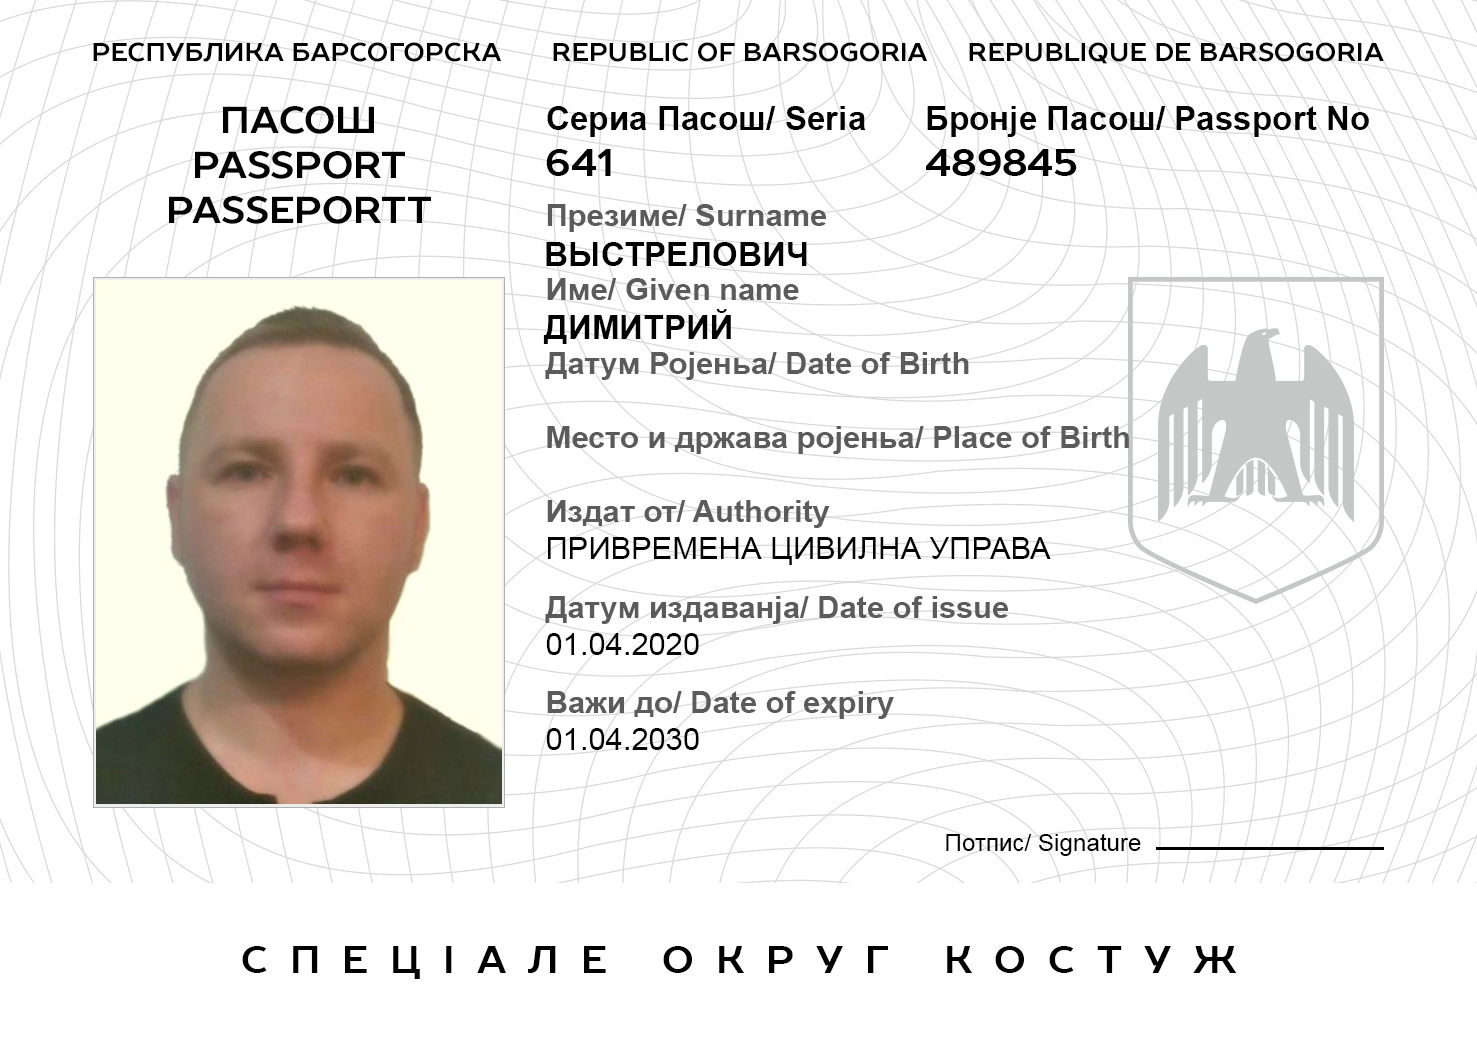 РЕСПУБЛИКА БАРСОГОРСКА REPUBLIC OF BARSOGORIA REPUBLIQUE DE BARSOGORIA
ПАСОШ
PASSPORT
PASSEPORTT
Сериа Пасош/ Seria Бронје Пасош/ Passport No
641 489845
Презиме/ Surname
ВЫСТРЕЛОВИЧ
Име/ Given name
ДИМИТРИЙ
ДатумРојења/ Date of Birth
Место и држава ројења/ Place of Birth
Издат от/ Authority
ПРИВРЕМЕНА ЦИВИЛНА УПРАВА
Датум издаванја/ Date of issue
01.04.2020
Важи до/ Date of expiry
01.04.2030
Потпис/ Signature
СПЕЦІАЛЕ ОКРУГ КОСТУЖ